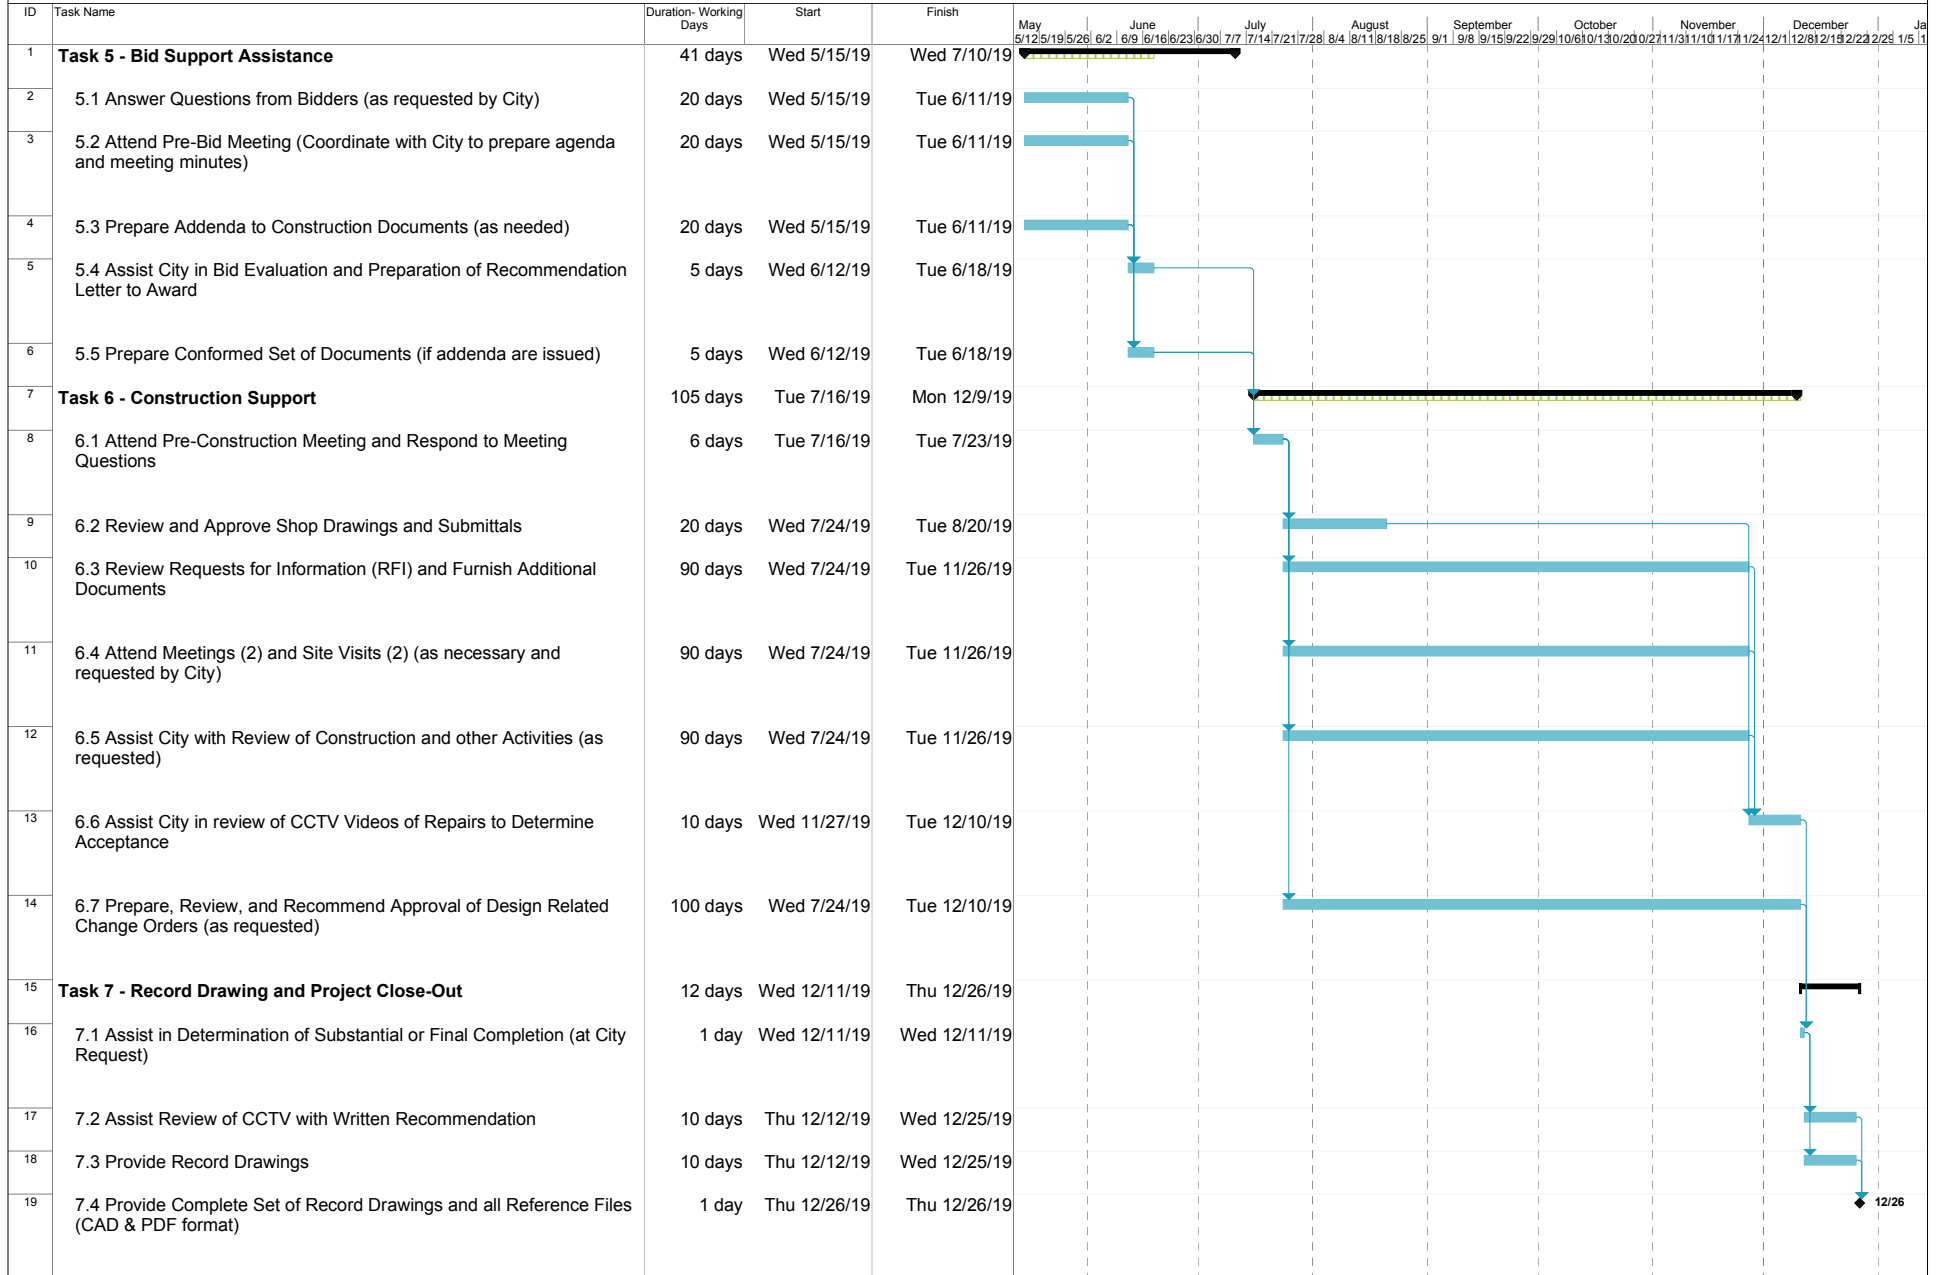 ID Task Name Duration- Working Days Start Finish
May June July August September October November December Ja
5/12 5/19 5/26 6/2 6/9 6/16 6/23 6/30 7/7 7/14 7/21 7/28 8/4 8/11 8/18 8/25 9/1 9/8 9/15 9/22 9/29 10/6 10/13 10/20 10/27 11/3 11/10 11/17 11/24 12/1 12/8 12/15 12/22 12/29 1/5 1
1 Task 5 - Bid Support Assistance 41 days Wed 5/15/19 Wed 7/10/19
2 5.1 Answer Questions from Bidders (as requested by City) 20 days Wed 5/15/19 Tue 6/11/19
3 5.2 Attend Pre-Bid Meeting (Coordinate with City to prepare agenda 20 days Wed 5/15/19 Tue 6/11/19
and meeting minutes)
4 5.3 Prepare Addenda to Construction Documents (as needed) 20 days Wed 5/15/19 Tue 6/11/19
5 5.4 Assist City in Bid Evaluation and Preparation of Recommendation 5 days Wed 6/12/19 Tue 6/18/19
Letter to Award
6 5.5 Prepare Conformed Set of Documents (if addenda are issued) 5 days Wed 6/12/19 Tue 6/18/19
7 Task 6 - Construction Support 105 days Tue 7/16/19 Mon 12/9/19
8 6.1 Attend Pre-Construction Meeting and Respond to Meeting 6 days Tue 7/16/19 Tue 7/23/19
Questions
9 6.2 Review and Approve Shop Drawings and Submittals 20 days Wed 7/24/19 Tue 8/20/19
10 6.3 Review Requests for Information (RFI) and Furnish Additional 90 days Wed 7/24/19 Tue 11/26/19
Documents
11 6.4 Attend Meetings (2) and Site Visits (2) (as necessary and 90 days Wed 7/24/19 Tue 11/26/19
requested by City)
12 6.5 Assist City with Review of Construction and other Activities (as 90 days Wed 7/24/19 Tue 11/26/19
requested)
13 6.6 Assist City in review of CCTV Videos of Repairs to Determine 10 days Wed 11/27/19 Tue 12/10/19
Acceptance
14 6.7 Prepare, Review, and Recommend Approval of Design Related 100 days Wed 7/24/19 Tue 12/10/19
Change Orders (as requested)
15 Task 7 - Record Drawing and Project Close-Out 12 days Wed 12/11/19 Thu 12/26/19
16 7.1 Assist in Determination of Substantial or Final Completion (at City 1 day Wed 12/11/19 Wed 12/11/19
Request)
17 7.2 Assist Review of CCTV with Written Recommendation 10 days Thu 12/12/19 Wed 12/25/19
18 7.3 Provide Record Drawings 10 days Thu 12/12/19 Wed 12/25/19
19 7.4 Provide Complete Set of Record Drawings and all Reference Files 1 day Thu 12/26/19 Thu 12/26/19 12/26
(CAD & PDF format)